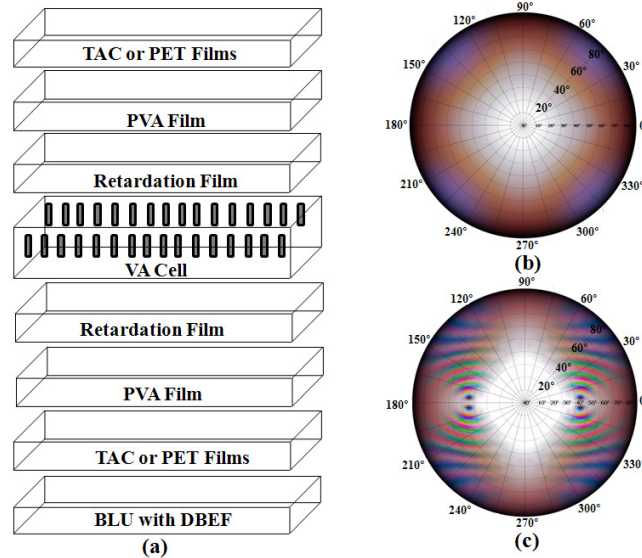 TAC or PET Films
PVA Film
Retardation Film
VA Cell
Retardation Film
PVA Film
TAC or PET Films
BLU with DBEF
(a)
90°
120°
60°
80°
150°
30°
60°
40°
20°
180°
210°
330°
240°
300°
270°
(b)
90°
120°
60°
80°
150°
30°
60°
40°
20°
180°
210°
330°
240°
300°
270°
(c)